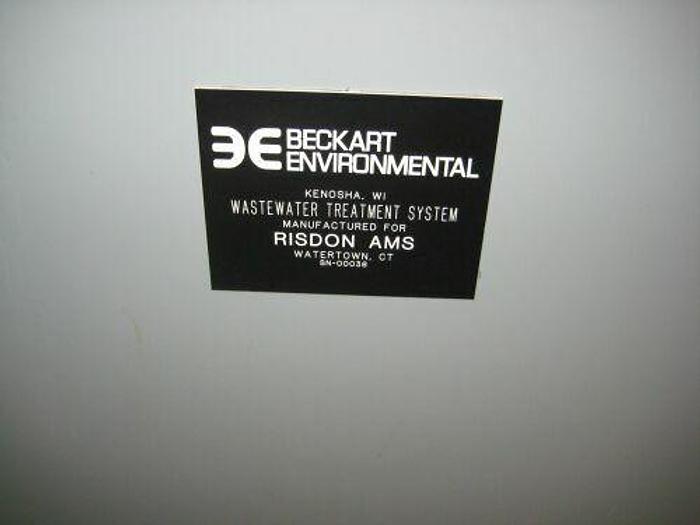 BECKART
ENVIRONMENTAL
KENOSHA, WI
WASTEWATER TREATMENT SYSTEM
MANUFACTURED FOR
RISDON AMS
WATERTOWN, CT
SN-00036